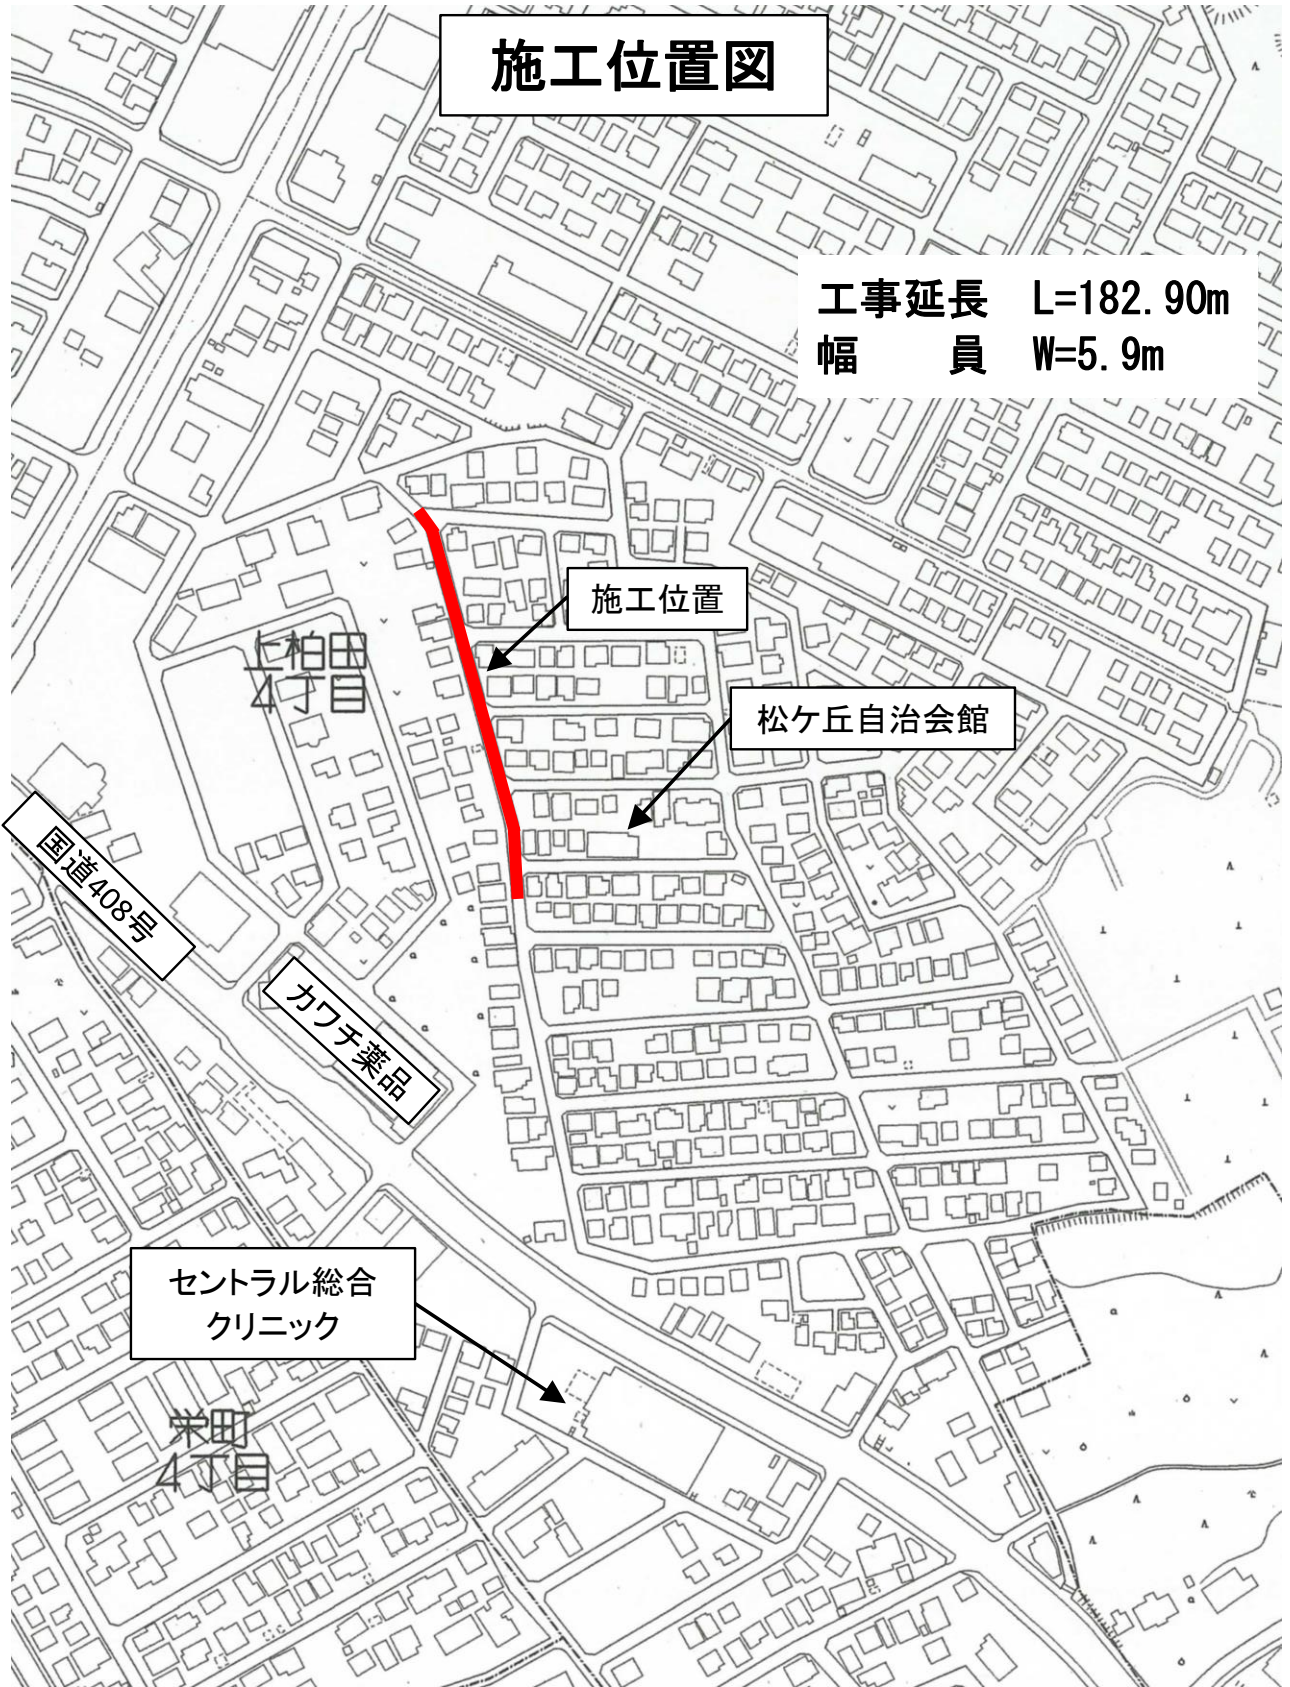 施工位置図
工事延長　L=182.90m
幅　　員　W=5.9m
施工位置
上柏田
4丁目
松ケ丘自治会館
国道408号
カワチ薬品
セントラル総合
クリニック
栄町
4丁目